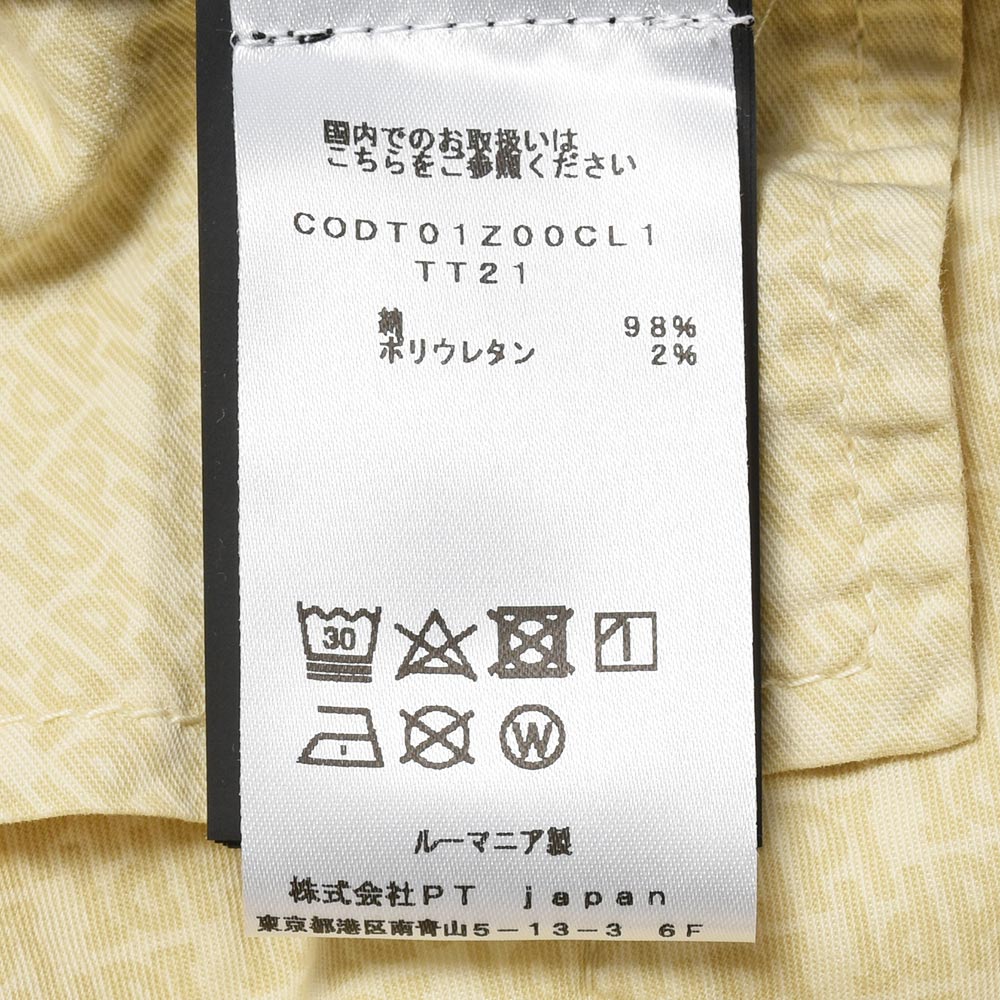 国内でのお取扱いは
こちらをご参照ください
CODT01Z00CL1
TT21
綿 98%
ポリウレタン 2%
30
W
ルーマニア製
株式会社PT japan
東京都港区南青山5-13-3 6F